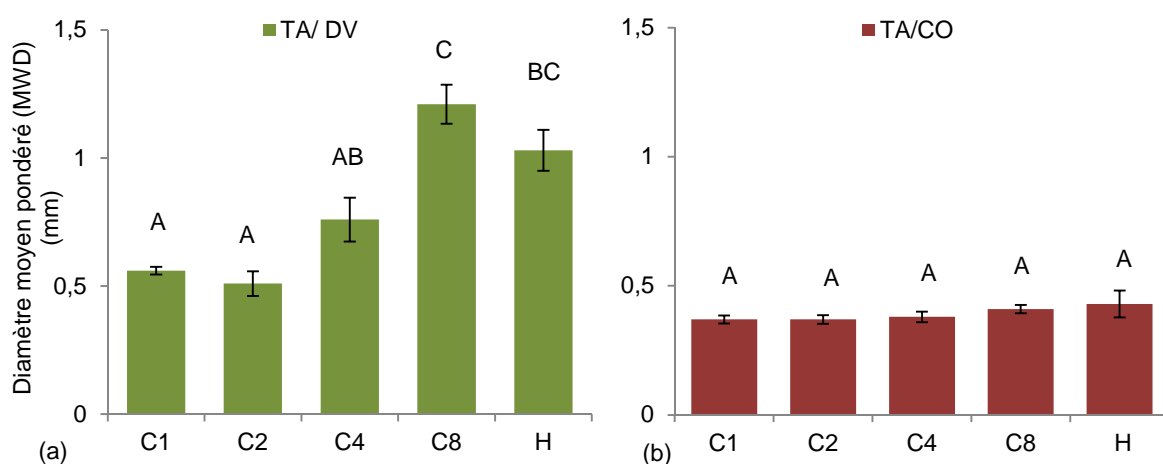 Diamètre moyen pondéré (MWD)
(mm)
TA/ DV
1,5
1
0,5
0
A
A
AB
C
BC
C1 C2 C4 C8 H
(a)
TA/CO
1,5
1
0,5
0
A
A
A
A
A
C1 C2 C4 C8 H
(b)